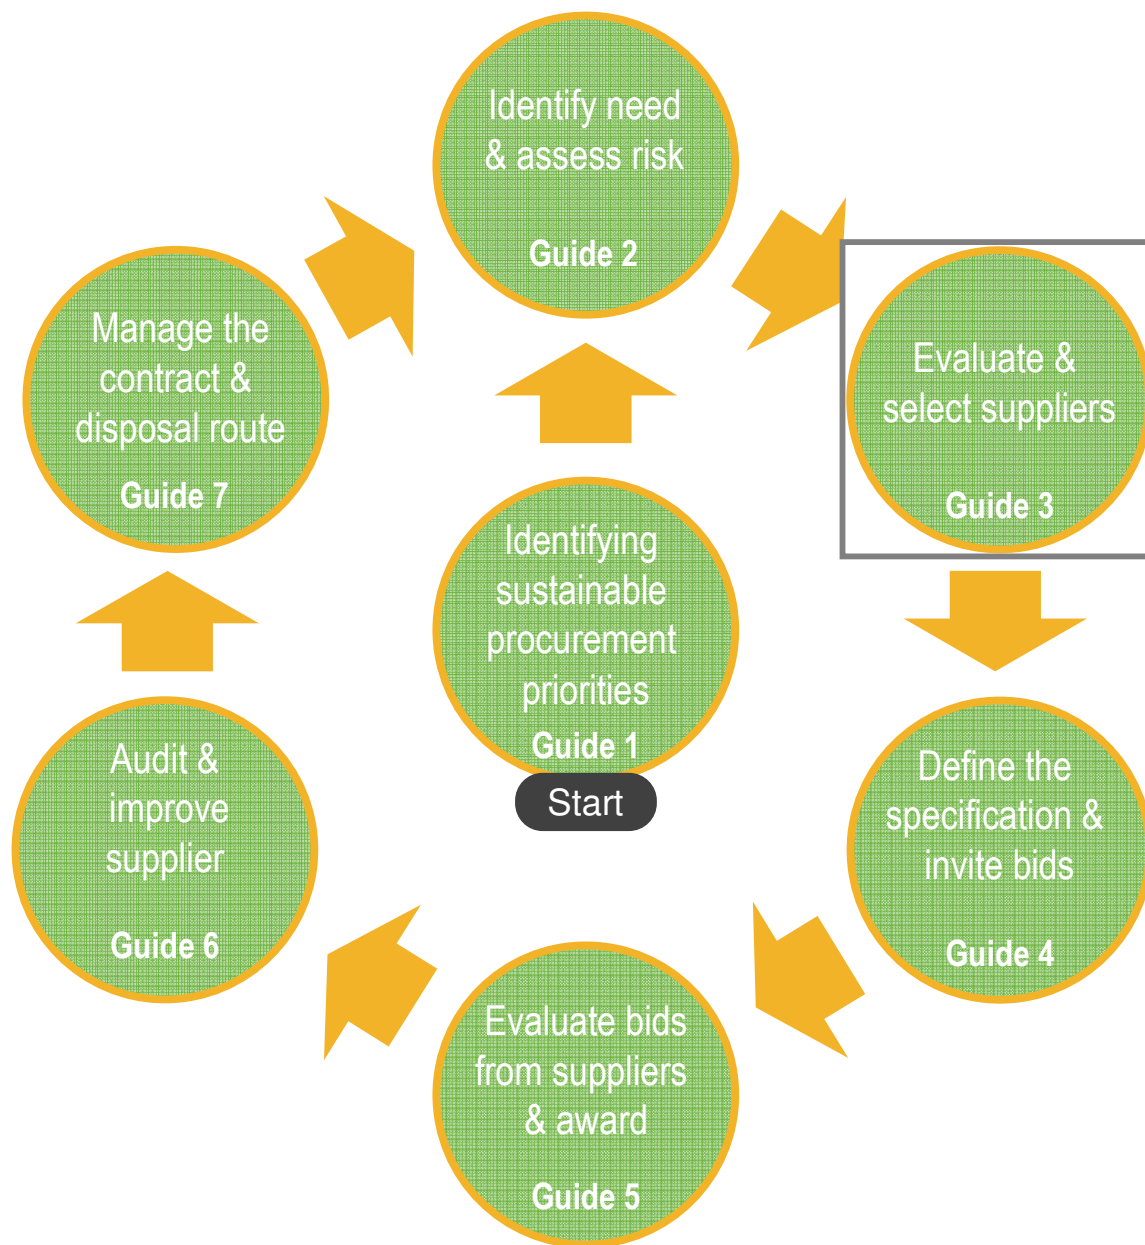 Identify need
& assess risk
Guide 2
Evaluate &
select suppliers
Guide 3
Define the
specification &
invite bids
Guide 4
Evaluate bids
from suppliers
& award
Guide 5
Audit &
improve
supplier
Guide 6
Manage the
contract &
disposal route
Guide 7
Identifying
sustainable
procurement
priorities
Guide 1
Start